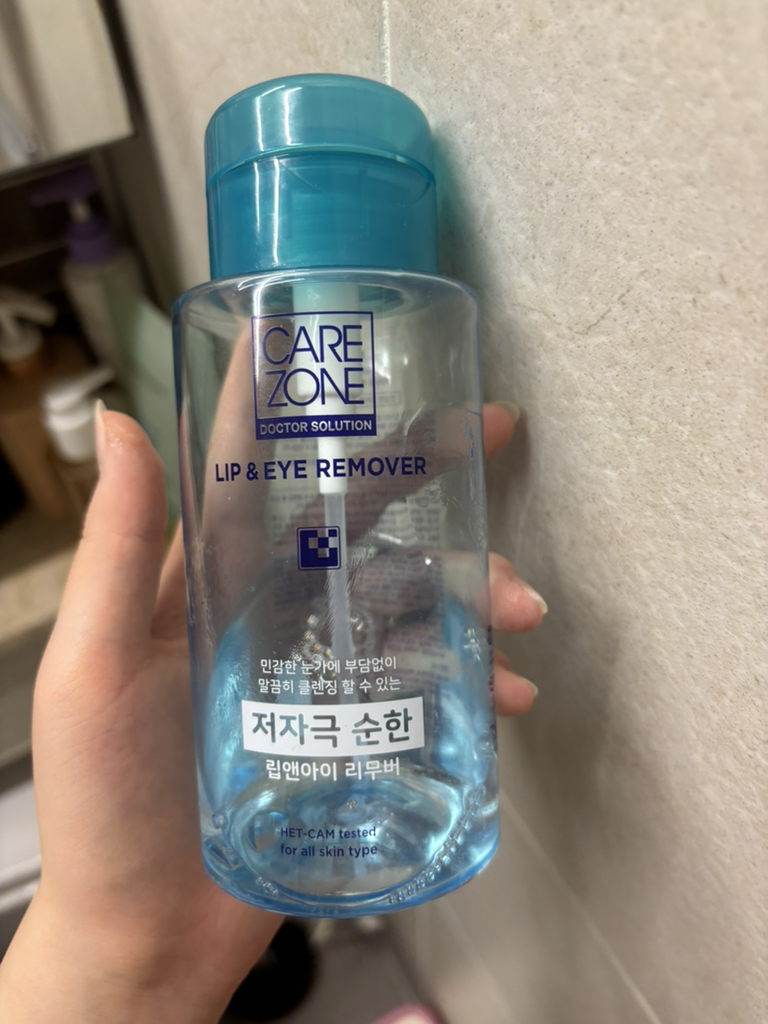 CARE
ZONE
DOCTOR SOLUTION
LIP & EYE REMOVER
민감한 눈가에 부담없이
말끔히 클렌징 할 수 있는
저자극 순한
립앤아이 리무버
HET-CAM tested
for all skin type